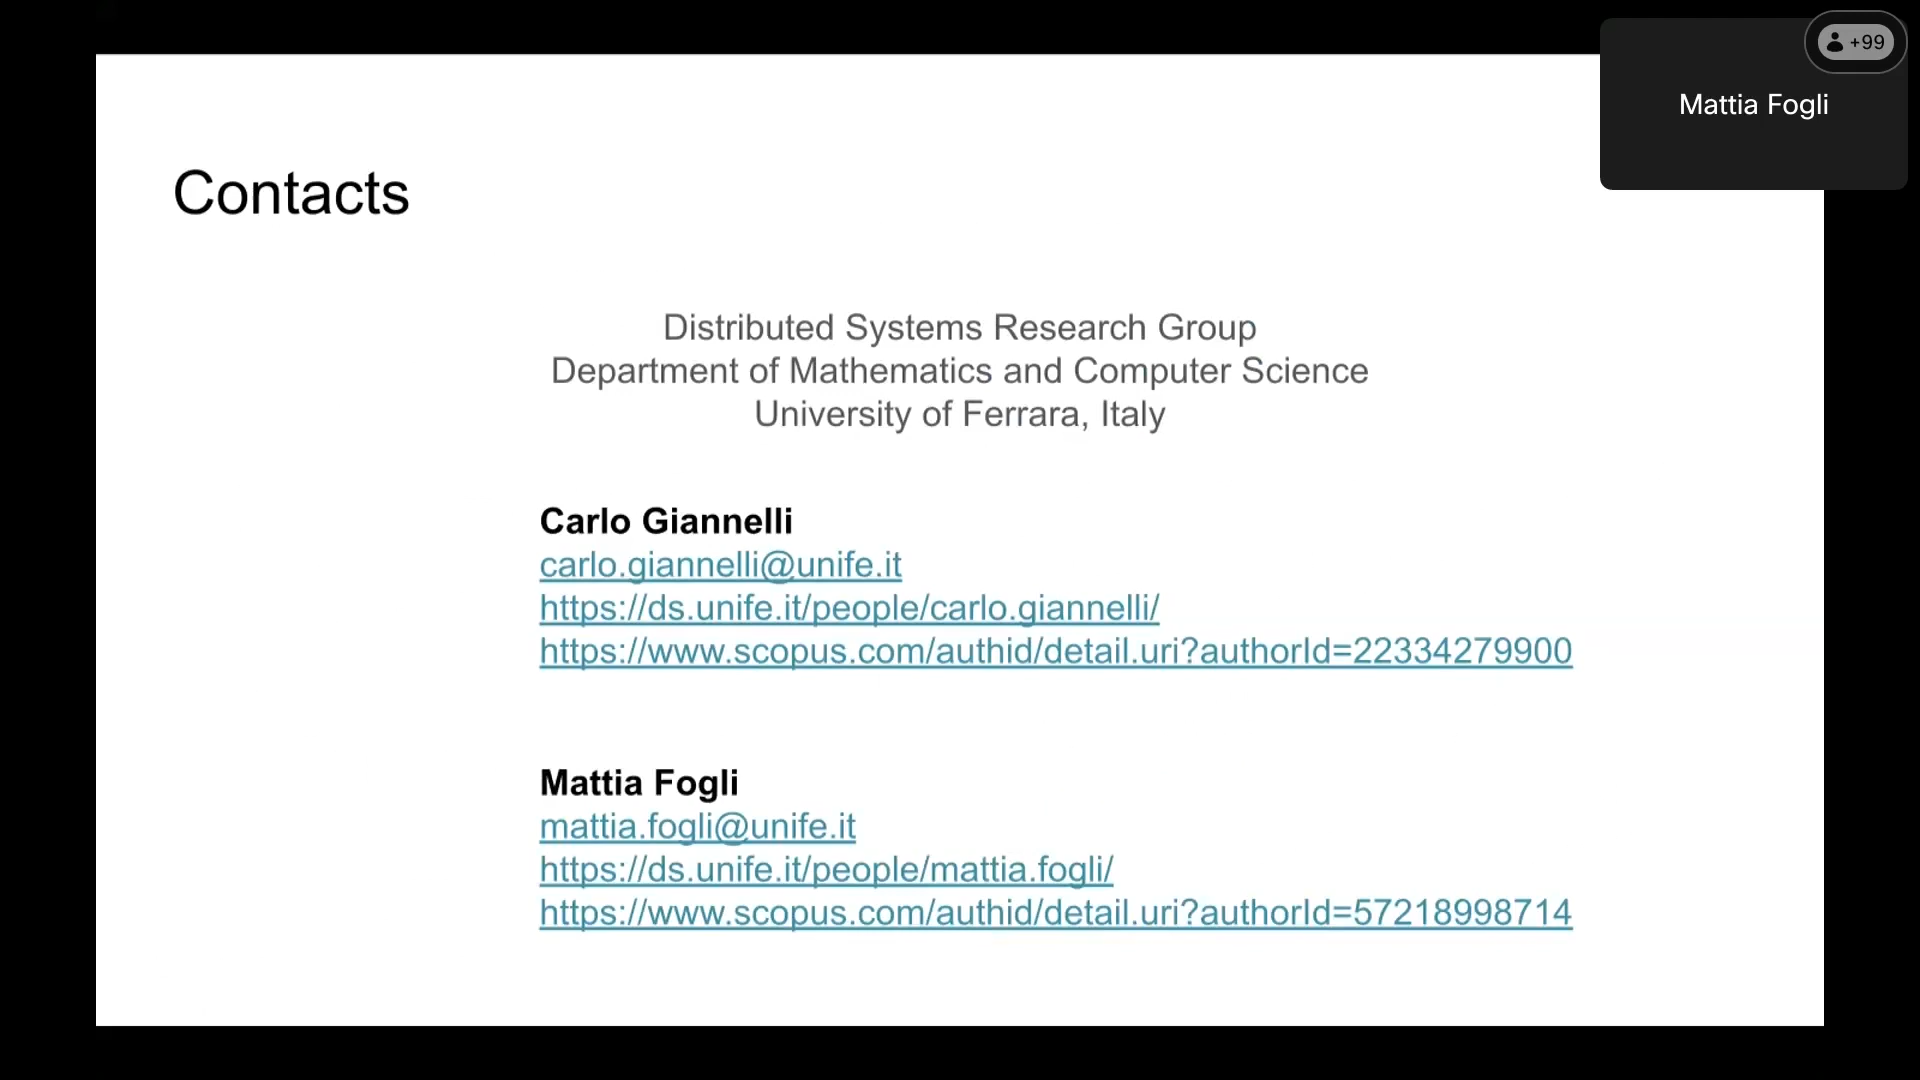 +99
Mattia Fogli
Contacts
Distributed Systems Research Group
Department of Mathematics and Computer Science
University of Ferrara, Italy
Carlo Giannelli
carlo.giannelli@unife.it
https://ds.unife.it/people/carlo.giannelli/
https://www.scopus.com/authid/detail.uri?authorId=22334279900
Mattia Fogli
mattia.fogli@unife.it
https://ds.unife.it/people/mattia.fogli/
https://www.scopus.com/authid/detail.uri?authorId=57218998714